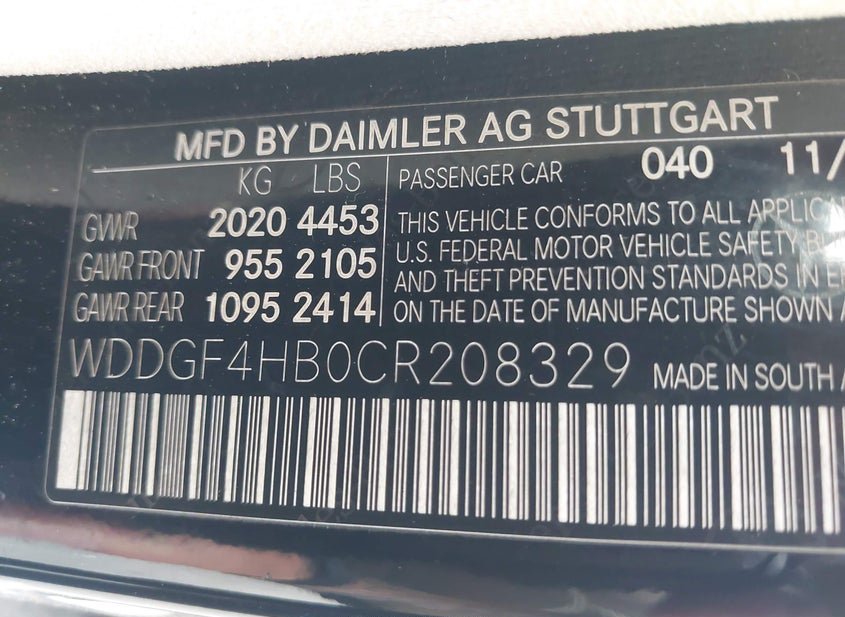 MFD BY DAIMLER AG STUTTGART
KG LBS
GVWR 2020 4453
GAWR FRONT 955 2105
GAWR REAR 1095 2414
PASSENGER CAR 040 11/
THIS VEHICLE CONFORMS TO ALL APPLIC
U.S. FEDERAL MOTOR VEHICLE SAFETY
AND THEFT PREVENTION STANDARDS IN
ON THE DATE OF MANUFACTURE SHOWN
WDDGF4HB0CR208329 MADE IN SOUTH